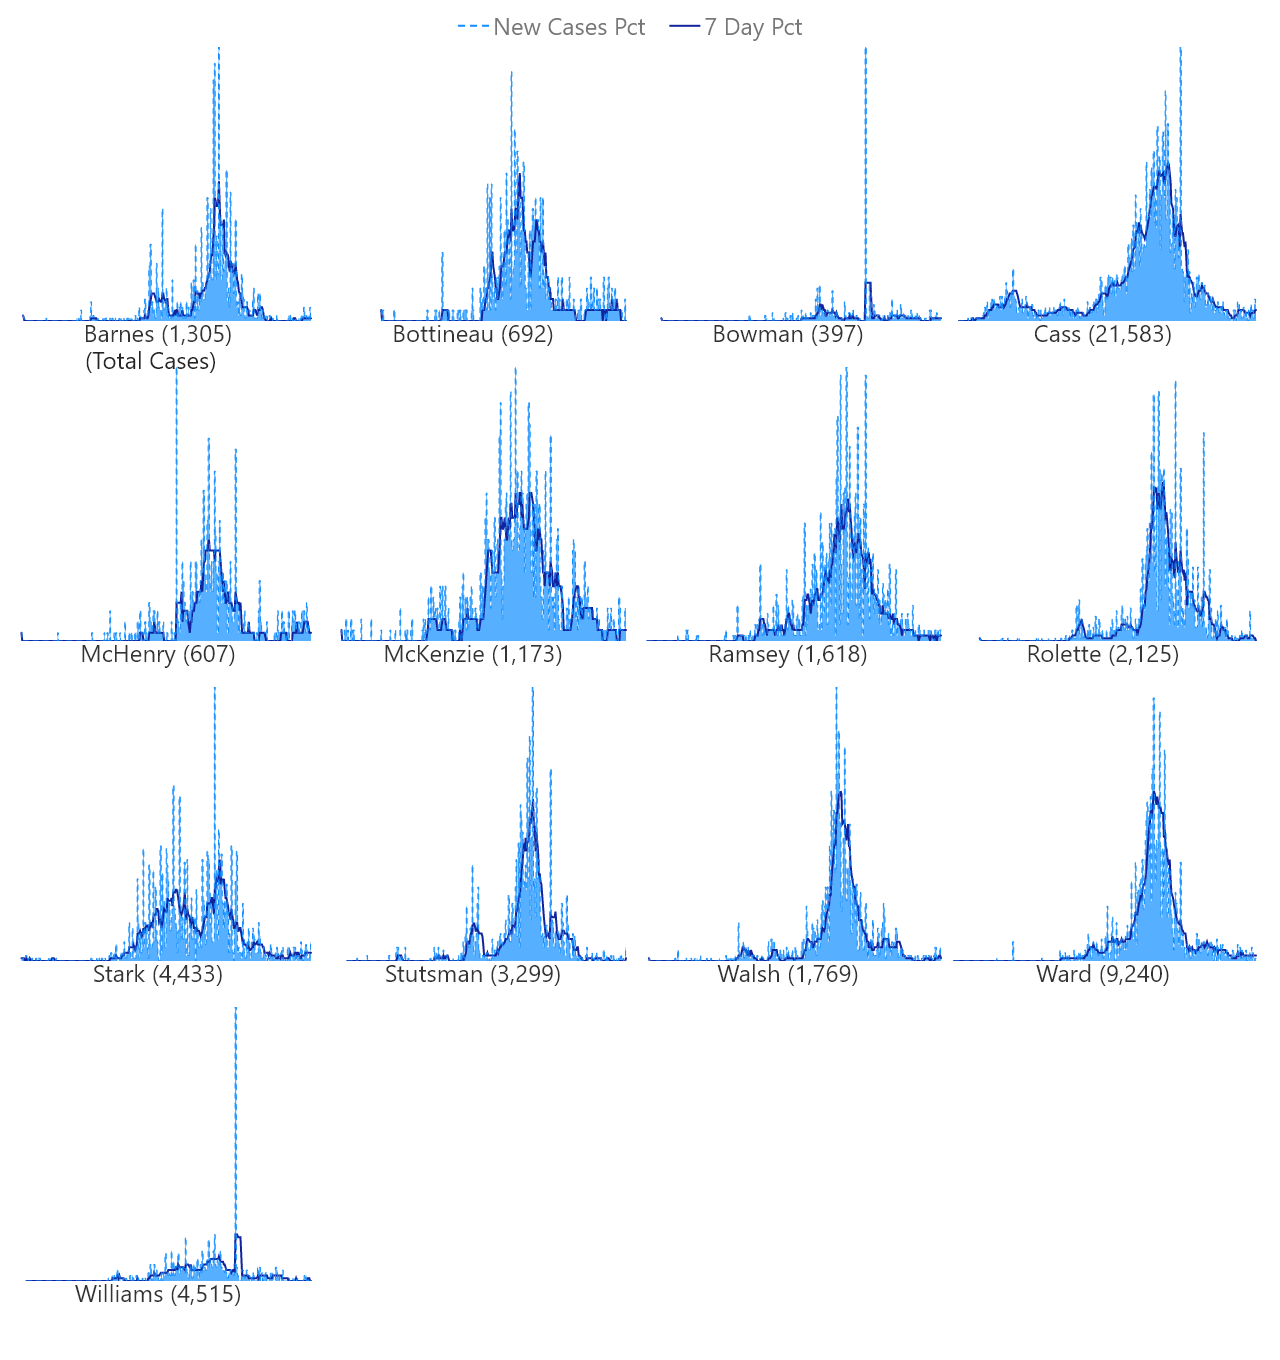 New Cases Pct 7 Day Pct
Barnes (1,305) Bottineau (692) Bowman (397) Cass (21,583)
(Total Cases)
McHenry (607) McKenzie (1,173) Ramsey (1,618) Rolette (2,125)
Stark (4,433) Stutsman (3,299) Walsh (1,769) Ward (9,240)
Williams (4,515)